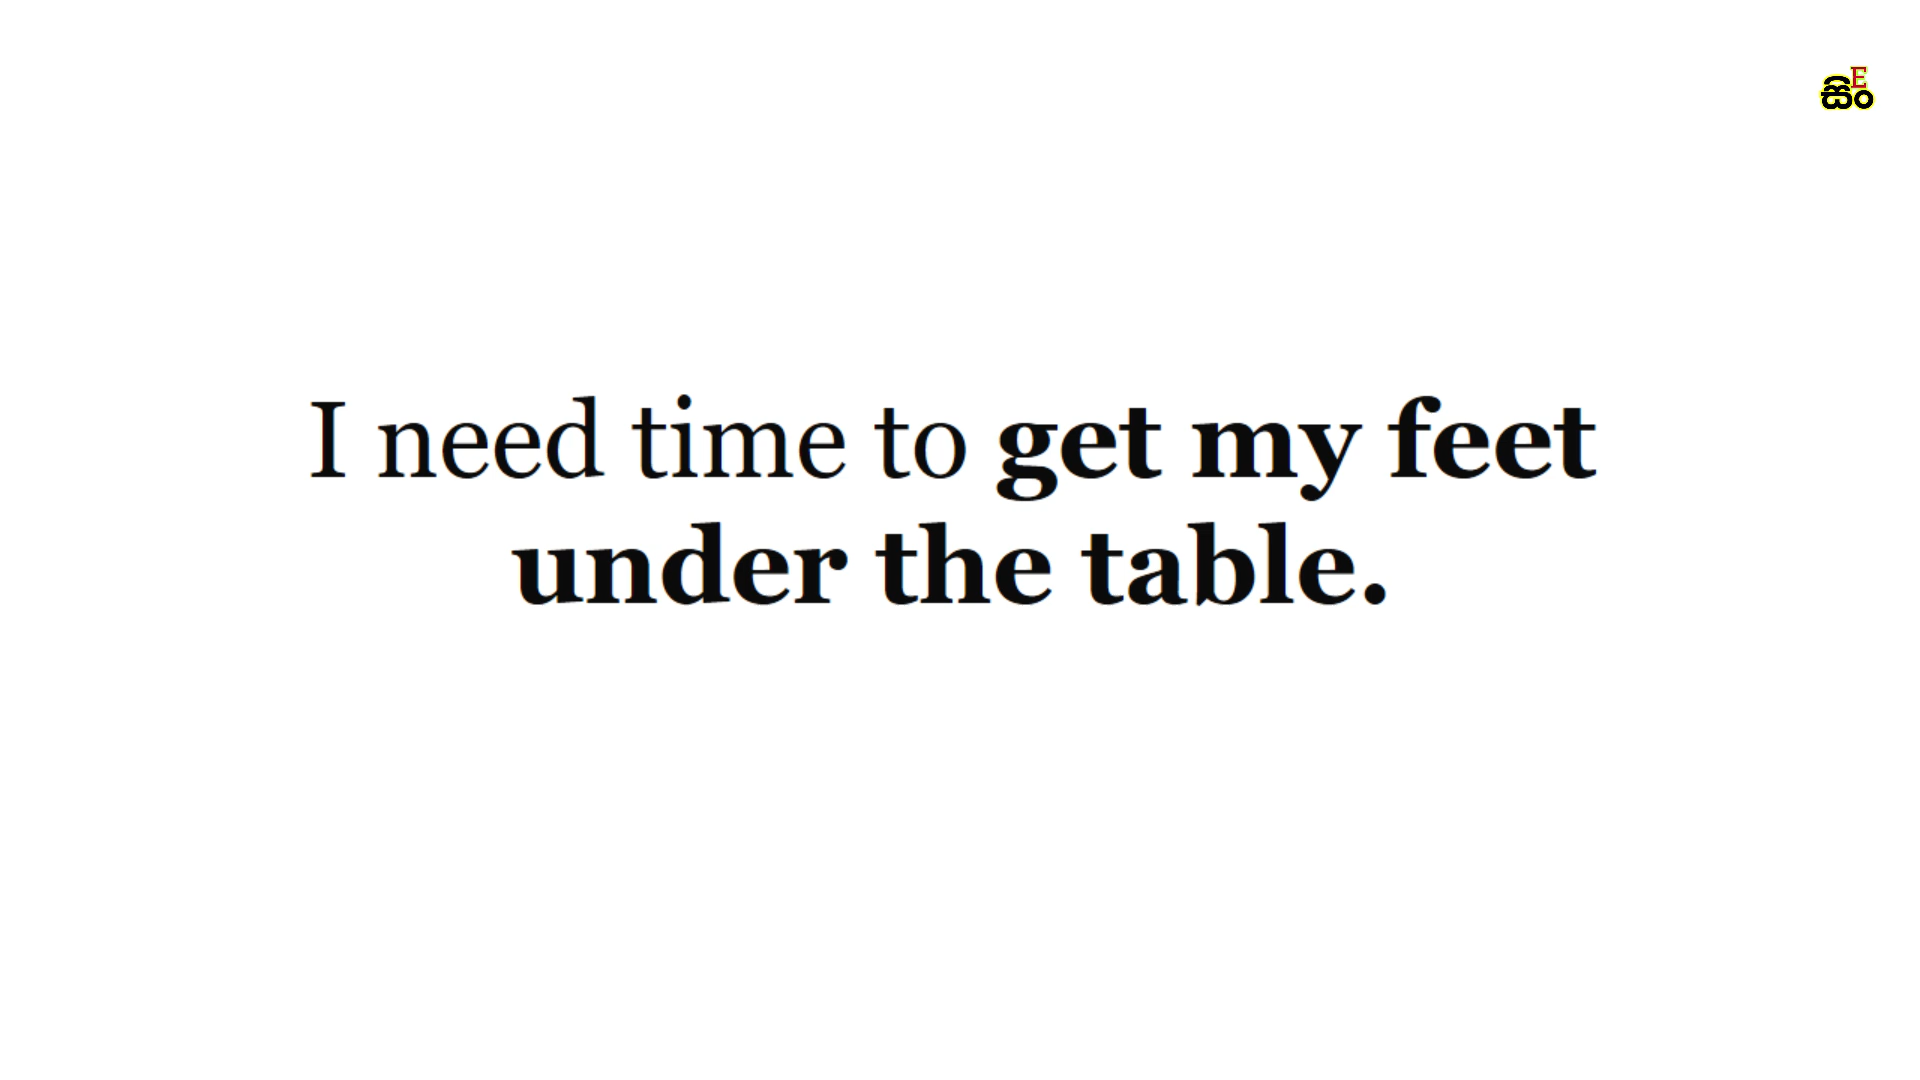 E
සිං
I need time to get my feet
under the table.